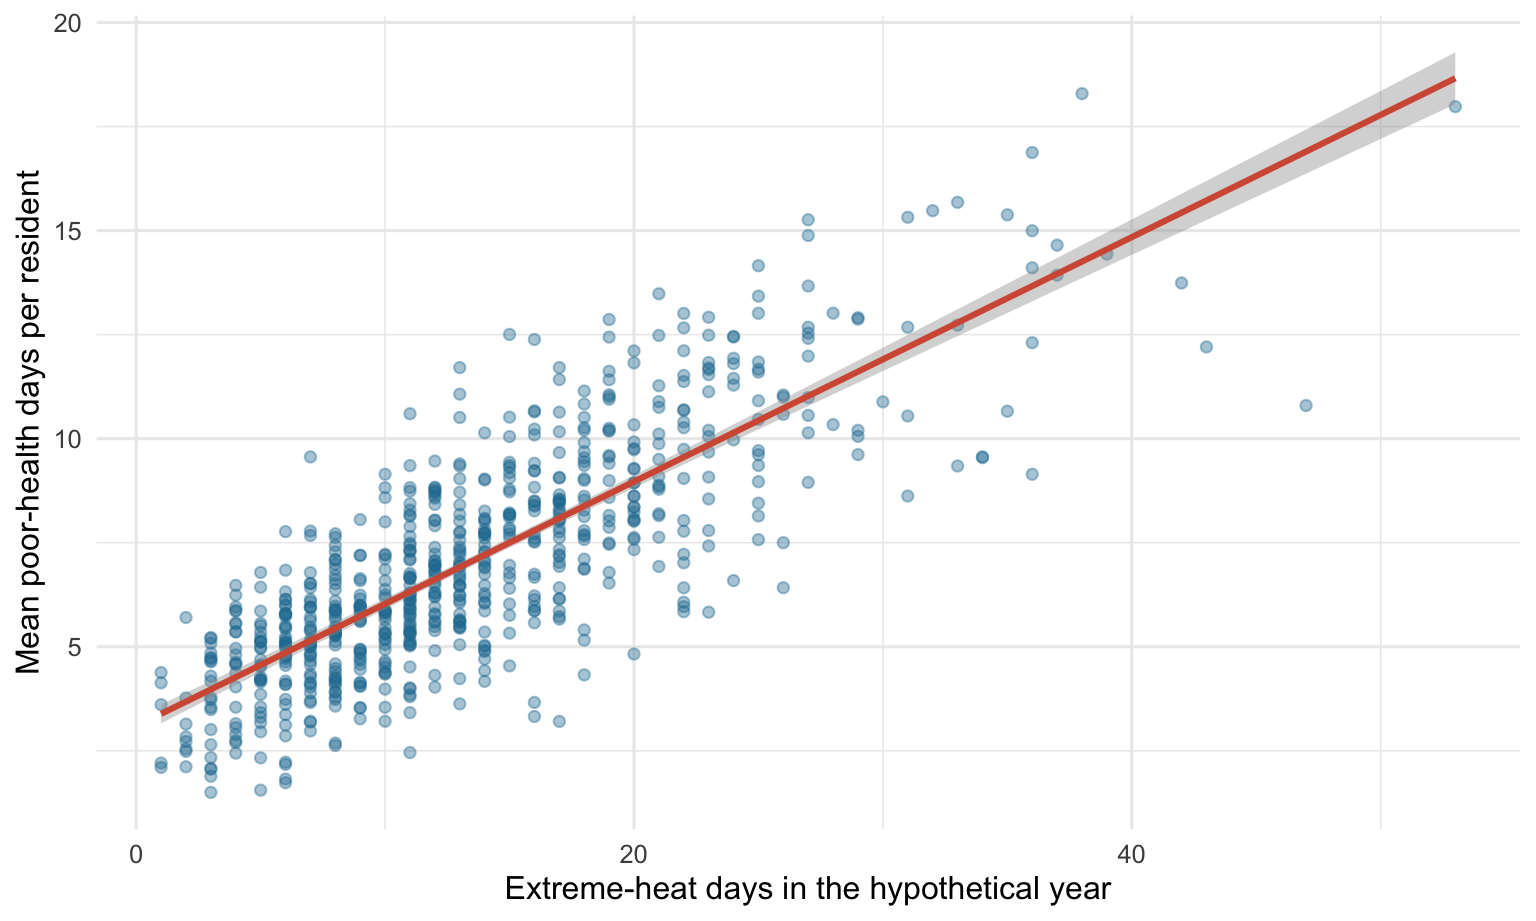 20
15
10
5
Mean poor-health days per resident
0 20 40
Extreme-heat days in the hypothetical year